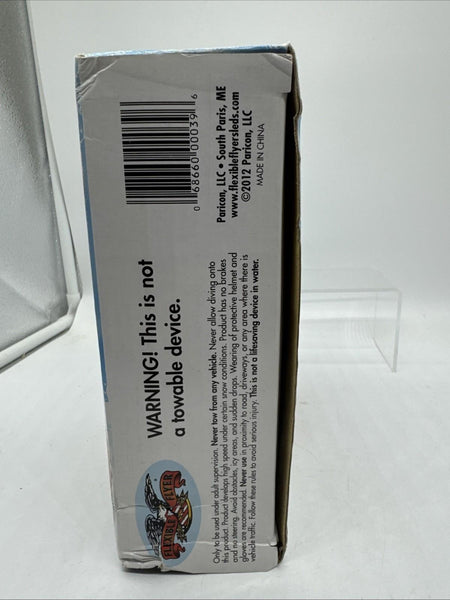 FLEXIBLE FLYER
WARNING! This is not
a towable device.
Only to be used under adult supervision. Never tow from any vehicle. Never allow diving onto
this product. Product develops high speed under certain snow conditions. Product has no brakes
and no steering. Avoid obstacles, icy areas, and sudden drops. Wearing of protective helmet and
gloves are recommended. Never use in proximity to road, driveways, or any area where there is
vehicle traffic. Follow these rules to avoid serious injury. This is not a lifesaving device in water.
0 68660 00039 6
Paricon, LLC • South Paris, ME
www.flexibleflyersleds.com
©2012 Paricon, LLC
MADE IN CHINA